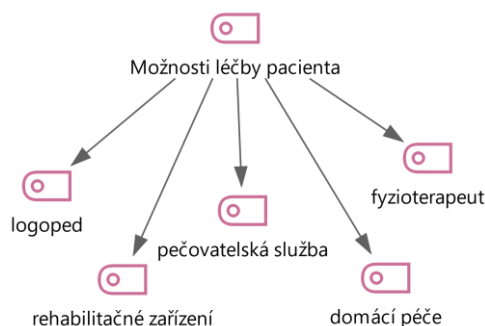 Možnosti léčby pacienta
fyzioterapeut
logoped
pečovatelská služba
rehabilitačné zařízení
domácí péče